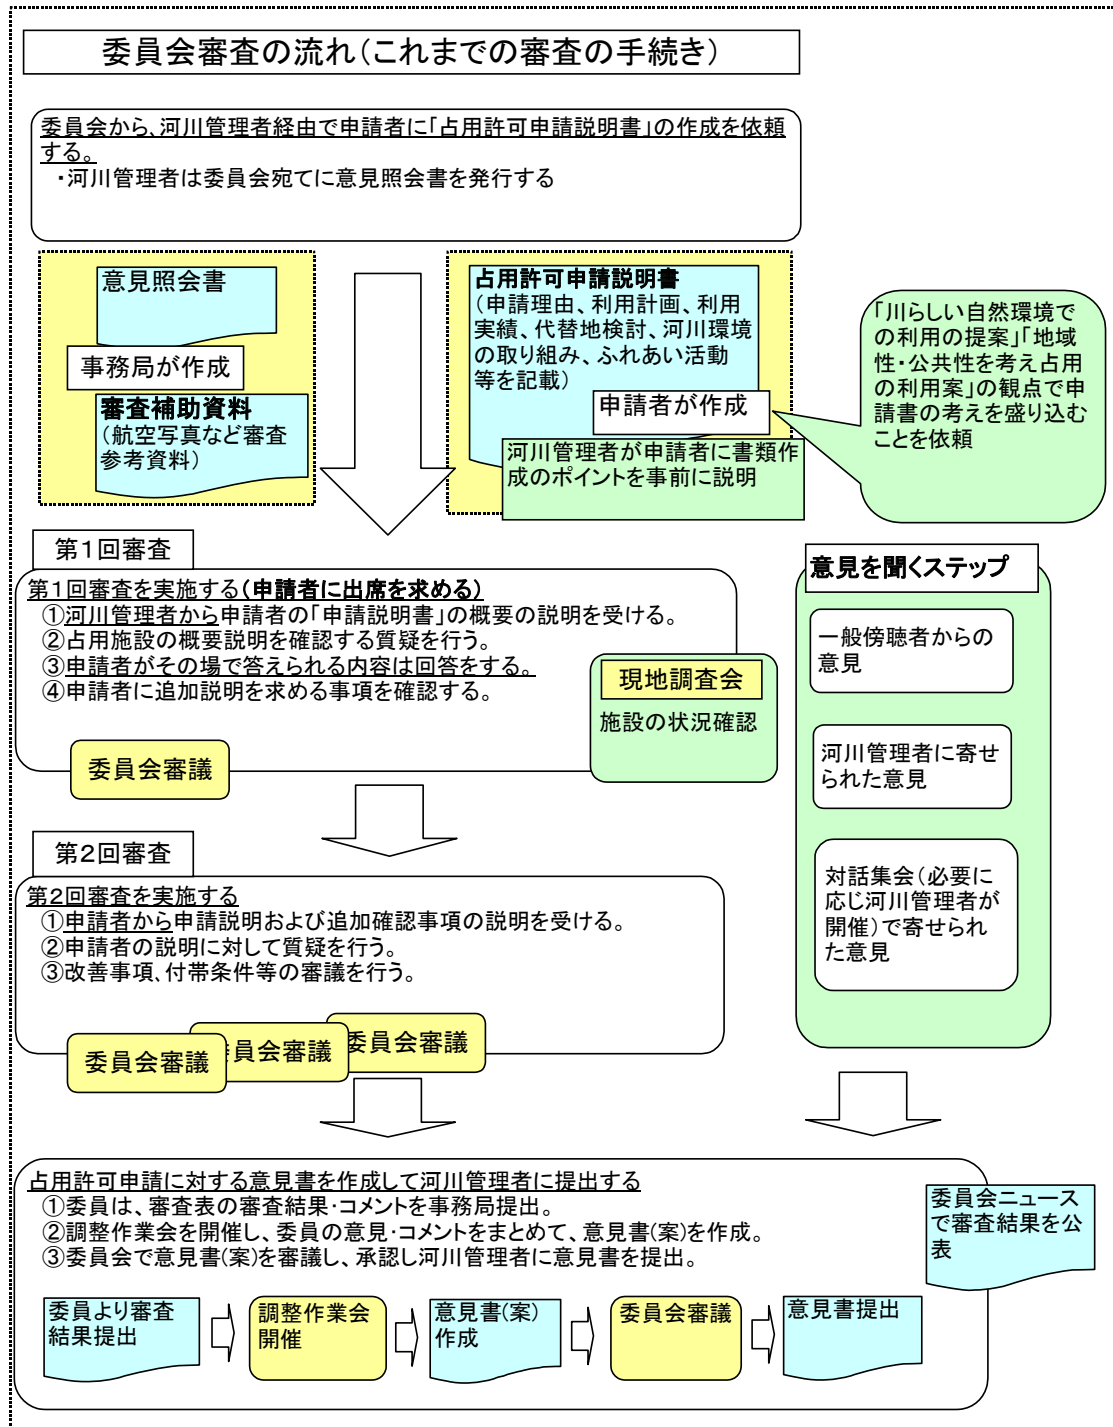 委員会審査の流れ(これまでの審査の手続き)
委員会から、河川管理者経由で申請者に「占用許可申請説明書」の作成を依頼
する。
・河川管理者は委員会宛てに意見照会書を発行する
意見照会書
事務局が作成
審査補助資料
(航空写真など審査
参考資料)
占用許可申請説明書
(申請理由、利用計画、利用
実績、代替地検討、河川環境
の取り組み、ふれあい活動
等を記載)
申請者が作成
河川管理者が申請者に書類作
成のポイントを事前に説明
「川らしい自然環境で
の利用の提案」「地域
性・公共性を考え占用
の利用案」の観点で申
請書の考えを盛り込む
ことを依頼
第1回審査
第1回審査を実施する(申請者に出席を求める)
①河川管理者から申請者の「申請説明書」の概要の説明を受ける。
②占用施設の概要説明を確認する質疑を行う。
③申請者がその場で答えられる内容は回答をする。
④申請者に追加説明を求める事項を確認する。
委員会審議
現地調査会
施設の状況確認
意見を聞くステップ
一般傍聴者からの
意見
河川管理者に寄せ
られた意見
対話集会(必要に
応じ河川管理者が
開催)で寄せられ
た意見
第2回審査
第2回審査を実施する
①申請者から申請説明および追加確認事項の説明を受ける。
②申請者の説明に対して質疑を行う。
③改善事項、付帯条件等の審議を行う。
委員会審議
員会審議
委員会審議
占用許可申請に対する意見書を作成して河川管理者に提出する
①委員は、審査表の審査結果・コメントを事務局提出。
②調整作業会を開催し、委員の意見・コメントをまとめて、意見書(案)を作成。
③委員会で意見書(案)を審議し、承認し河川管理者に意見書を提出。
委員会ニュース
で審査結果を公
表
委員より審査
結果提出
調整作業会
開催
意見書(案)
作成
委員会審議
意見書提出